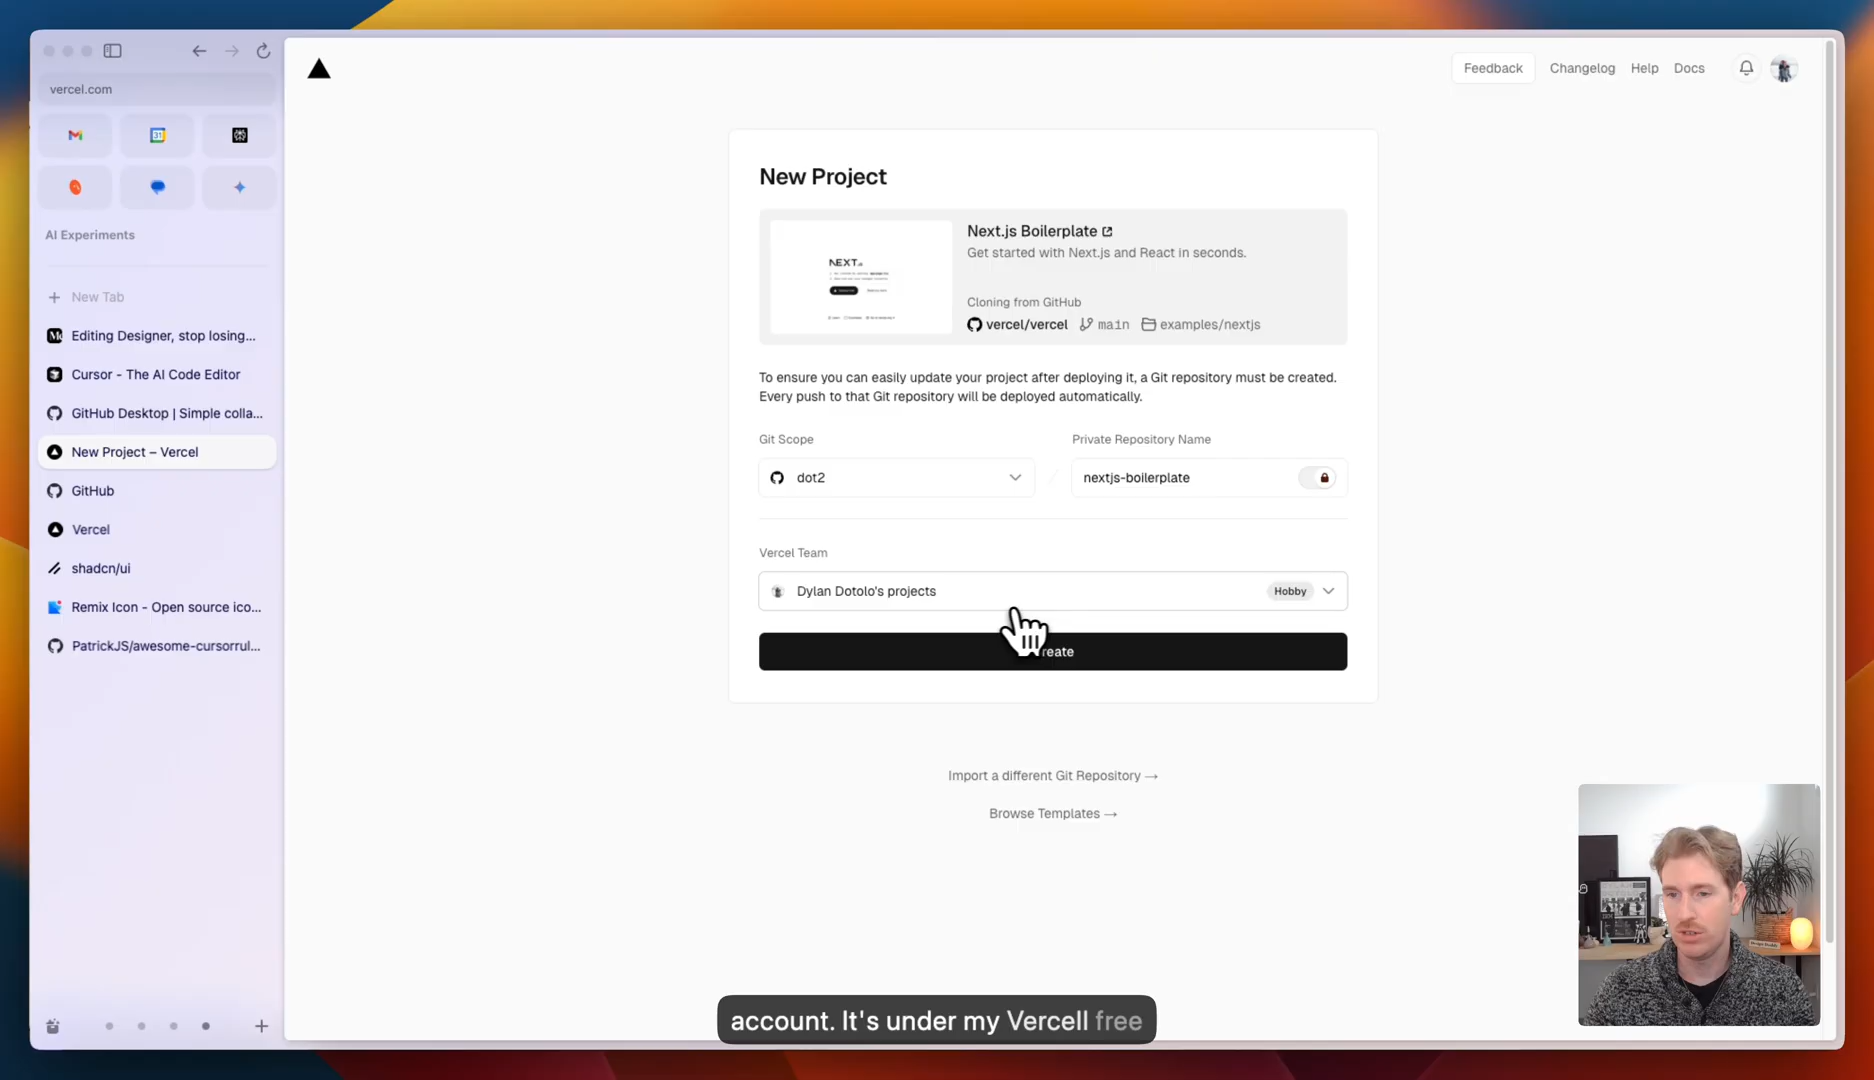 vercel.com
31
AI Experiments
New Tab
Editing Designer, stop losing...
Cursor - The AI Code Editor
GitHub Desktop | Simple colla...
New Project – Vercel
GitHub
Vercel
shadcn/ui
Remix Icon - Open source ico...
PatrickJS/awesome-cursorrul...
Feedback
Changelog
Help
Docs
New Project
NEXT.js
Next.js Boilerplate
Get started with Next.js and React in seconds.
Cloning from GitHub
vercel/vercel main examples/nextjs
To ensure you can easily update your project after deploying it, a Git repository must be created.
Every push to that Git repository will be deployed automatically.
Git Scope
Private Repository Name
dot2
nextjs-boilerplate
Vercel Team
Dylan Dotolo's projects
Hobby
reate
Import a different Git Repository →
Browse Templates →
account. It's under my Vercell free